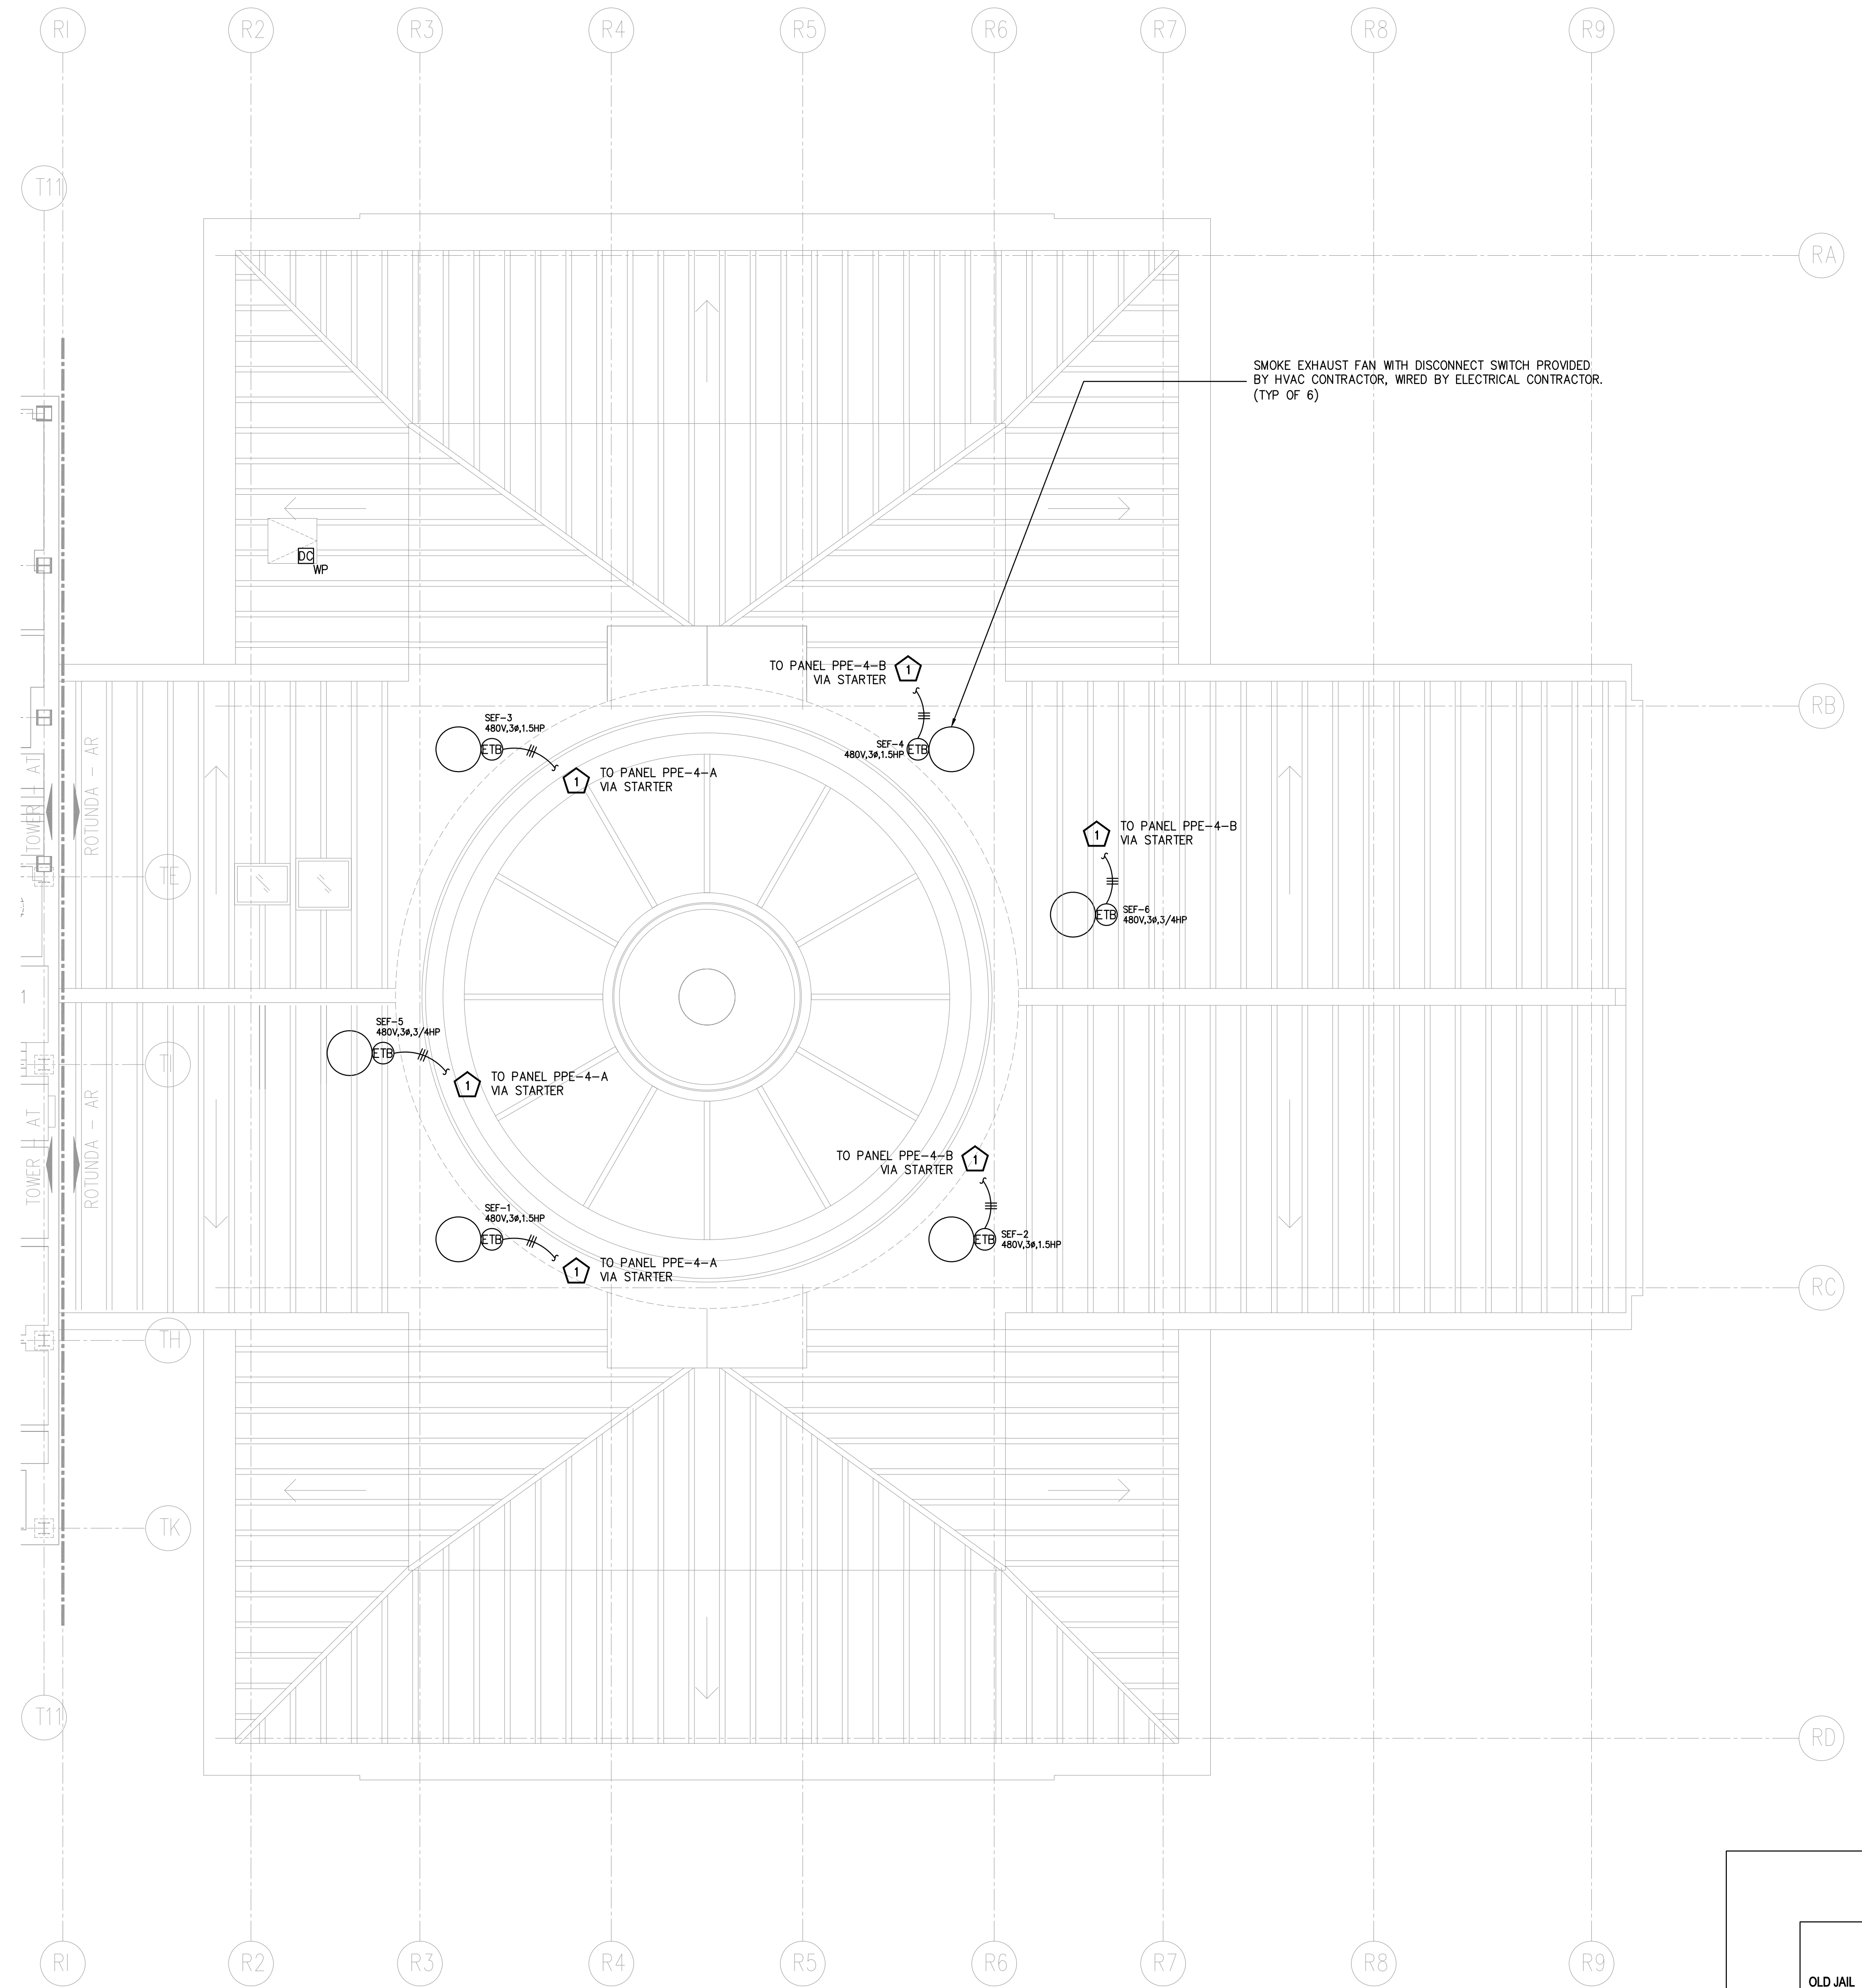 R1
R2
R3
R4
R5
R6
R7
R8
R9
T11
RA
SMOKE EXHAUST FAN WITH DISCONNECT SWITCH PROVIDED
BY HVAC CONTRACTOR, WIRED BY ELECTRICAL CONTRACTOR.
(TYP OF 6)
DC
WP
TO PANEL PPE-4-B
VIA STARTER
1
RB
SEF-3
480V,3ø,1.5HP
ETB
SEF-4
480V,3ø,1.5HP
ETB
TO PANEL PPE-4-A
VIA STARTER
1
TOWER - AT
ROTUNDA - AR
TO PANEL PPE-4-B
VIA STARTER
1
TE
SEF-6
480V,3ø,3/4HP
ETB
SEF-5
480V,3ø,3/4HP
ETB
TI
TO PANEL PPE-4-A
VIA STARTER
1
TOWER - AT
ROTUNDA - AR
TO PANEL PPE-4-B
VIA STARTER
1
SEF-1
480V,3ø,1.5HP
ETB
SEF-2
480V,3ø,1.5HP
ETB
TO PANEL PPE-4-A
VIA STARTER
1
RC
TH
TK
T11
RD
R1
R2
R3
R4
R5
R6
R7
R8
R9
OLD JAIL